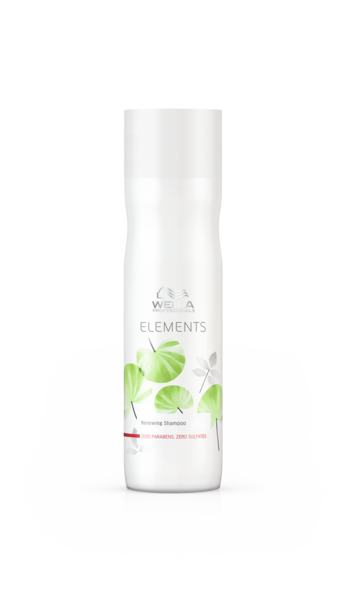 WELLA
PROFESSIONALS
ELEMENTS
Renewing Shampoo
ZERO PARABENS. ZERO SULFATES